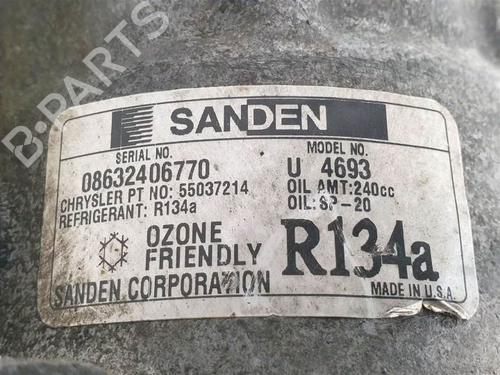 B-PARTS
SANDEN
SERIAL NO. MODEL NO.
08632406770 U 4693
CHRYSLER PT NO: 55037214 OIL AMT:240cc
REFRIGERANT: R134a OIL:SP-20
OZONE
FRIENDLY R134a
SANDEN CORPORATION MADE IN U.S.A.
B-PARTS